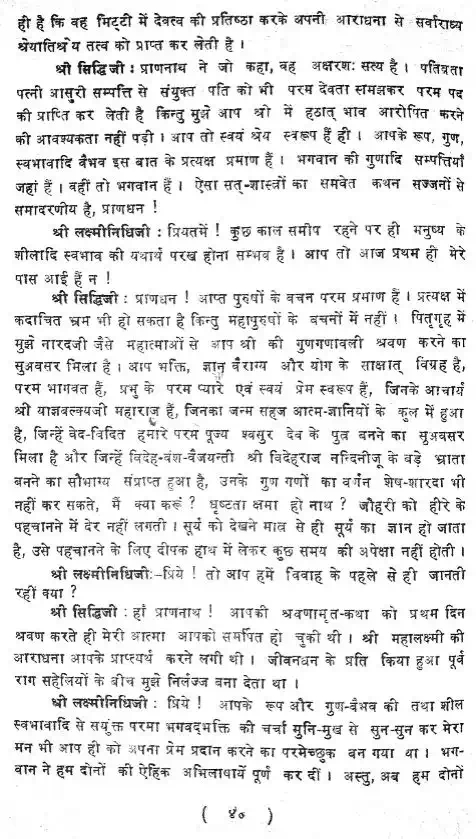 ही है कि वह मिट्टी में देवत्व की प्रतिष्ठा करके अपनी आराधना से सर्वाराध्य
श्रेयातिश्रेय तत्व को प्राप्त कर लेती है ।
श्री सिद्धिजी : प्राणनाथ ने जो कहा, वह अक्षरशः सत्य है । पतिव्रता
पत्नी आसुरी सम्पत्ति से संयुक्त पति को भी परम देवता समझकर परम पद
की प्राप्ति कर लेती है किन्तु मुझे आप श्री में हठात् भाव आरोपित करने
की आवश्यकता नहीं पड़ी । आप तो स्वयं श्रेय स्वरूप हैं ही । आपके रूप, गुण,
स्वभावादि वैभव इस बात के प्रत्यक्ष प्रमाण हैं । भगवान की गुणादि सम्पत्तियाँ
जहां हैं । वहीं तो भगवान हैं । ऐसा सत्-शास्त्रों का समवेत कथन सज्जनों से
समादरणीय है, प्राणधन !
श्री लक्ष्मीनिधिजी : प्रियतमें ! कुछ काल समीप रहने पर ही मनुष्य के
शीलादि स्वभाव की यथार्थ परख होना सम्भव है । आप तो आज प्रथम ही मेरे
पास आई हैं न !
श्री सिद्धिजी : प्राणधन ! आप्त पुरुषों के वचन परम प्रमाण हैं । प्रत्यक्ष में
कदाचित भ्रम भी हो सकता है किन्तु महापुरुषों के बचनों में नहीं । पितृगृह में
मुझे नारदजी जैसे महात्माओं से आप श्री की गुणगणावली श्रवण करने का
सुअवसर मिला है । आप भक्ति, ज्ञान वैराग्य और योग के साक्षात् विग्रह है,
परम भागवत हैं, प्रभु के परम प्यारे एवं स्वयं प्रेम स्वरूप हैं, जिनके आचार्य
श्री याज्ञवल्क्यजी महाराज हैं, जिनका जन्म सहज आत्म-ज्ञानियों के कुल में हुआ
है, जिन्हें वेद-विदित हमारे परम पूज्य श्वसुर देव के पुत्र बनने का सुअवसर
मिला है और जिन्हें विदेह-वंश-वैजयन्ती श्री विदेहराज नन्दिनीजू के बड़े भ्राता
बनने का सौभाग्य संप्राप्त हुआ है, उनके गुण गणों का वर्णन शेष-शारदा भी
नहीं कर सकते, मैं क्या करूं ? धृष्टता क्षमा हो नाथ ? जौहरी को हीरे के
पहचानने में देर नहीं लगती । सूर्य को देखने मात्र से ही सूर्य का ज्ञान हो जाता
है, उसे पहचानने के लिए दीपक हाथ में लेकर कुछ समय की अपेक्षा नहीं होती ।
श्री लक्ष्मीनिधिजी:-प्रिये ! तो आप हमें विवाह के पहले से ही जानती
रहीं क्या ?
श्री सिद्धिजी : हां प्राणनाथ ! आपकी श्रवणामृत-कथा को प्रथम दिन
श्रवण करते ही मेरी आत्मा आपको समर्पित हो चुकी थी । श्री महालक्ष्मी की
आराधना आपके प्राप्त्यर्थ करने लगी थी । जीवनधन के प्रति किया हुआ पूर्व
राग सहेलियों के बीच मुझे निर्लज्ज बना देता था ।
श्री लक्ष्मीनिधिजी : प्रिये ! आपके रूप और गुण-वैभव की तथा शील
स्वभावादि से संयुक्त परमा भगवद्भक्ति की चर्चा मुनि-मुख से सुन-सुन कर मेरा
मन भी आप ही को अपना प्रेम प्रदान करने का परमेच्छुक बन गया था । भग-
वान ने हम दोनों की ऐहिक अभिलाषायें पूर्ण कर दीं । अस्तु, अब हम दोनों
( ४० )